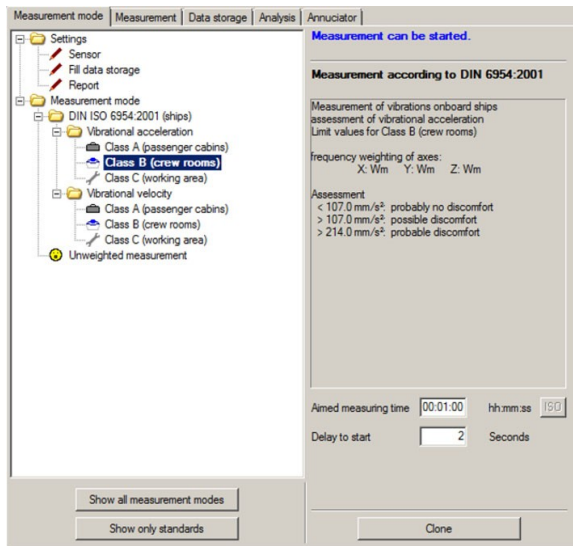 Measurement mode Measurement Data storage Analysis Annuciator
Settings
Sensor
Fill data storage
Report
Measurement mode
DIN ISO 6954:2001 (ships)
Vibrational acceleration
Class A (passenger cabins)
Class B (crew rooms)
Class C (working area)
Vibrational velocity
Class A (passenger cabins)
Class B (crew rooms)
Class C (working area)
Unweighted measurement
Show all measurement modes
Show only standards
Measurement can be started.
Measurement according to DIN 6954:2001
Measurement of vibrations onboard ships
assessment of vibrational acceleration
Limit values for Class B (crew rooms)
frequency weighting of axes:
X: Wm Y: Wm Z: Wm
Assessment
< 107.0 mm/s²: probably no discomfort
> 107.0 mm/s²: possible discomfort
> 214.0 mm/s²: probable discomfort
Aimed measuring time 00:01:00 hh:mm:ss ISO
Delay to start 2 Seconds
Clone